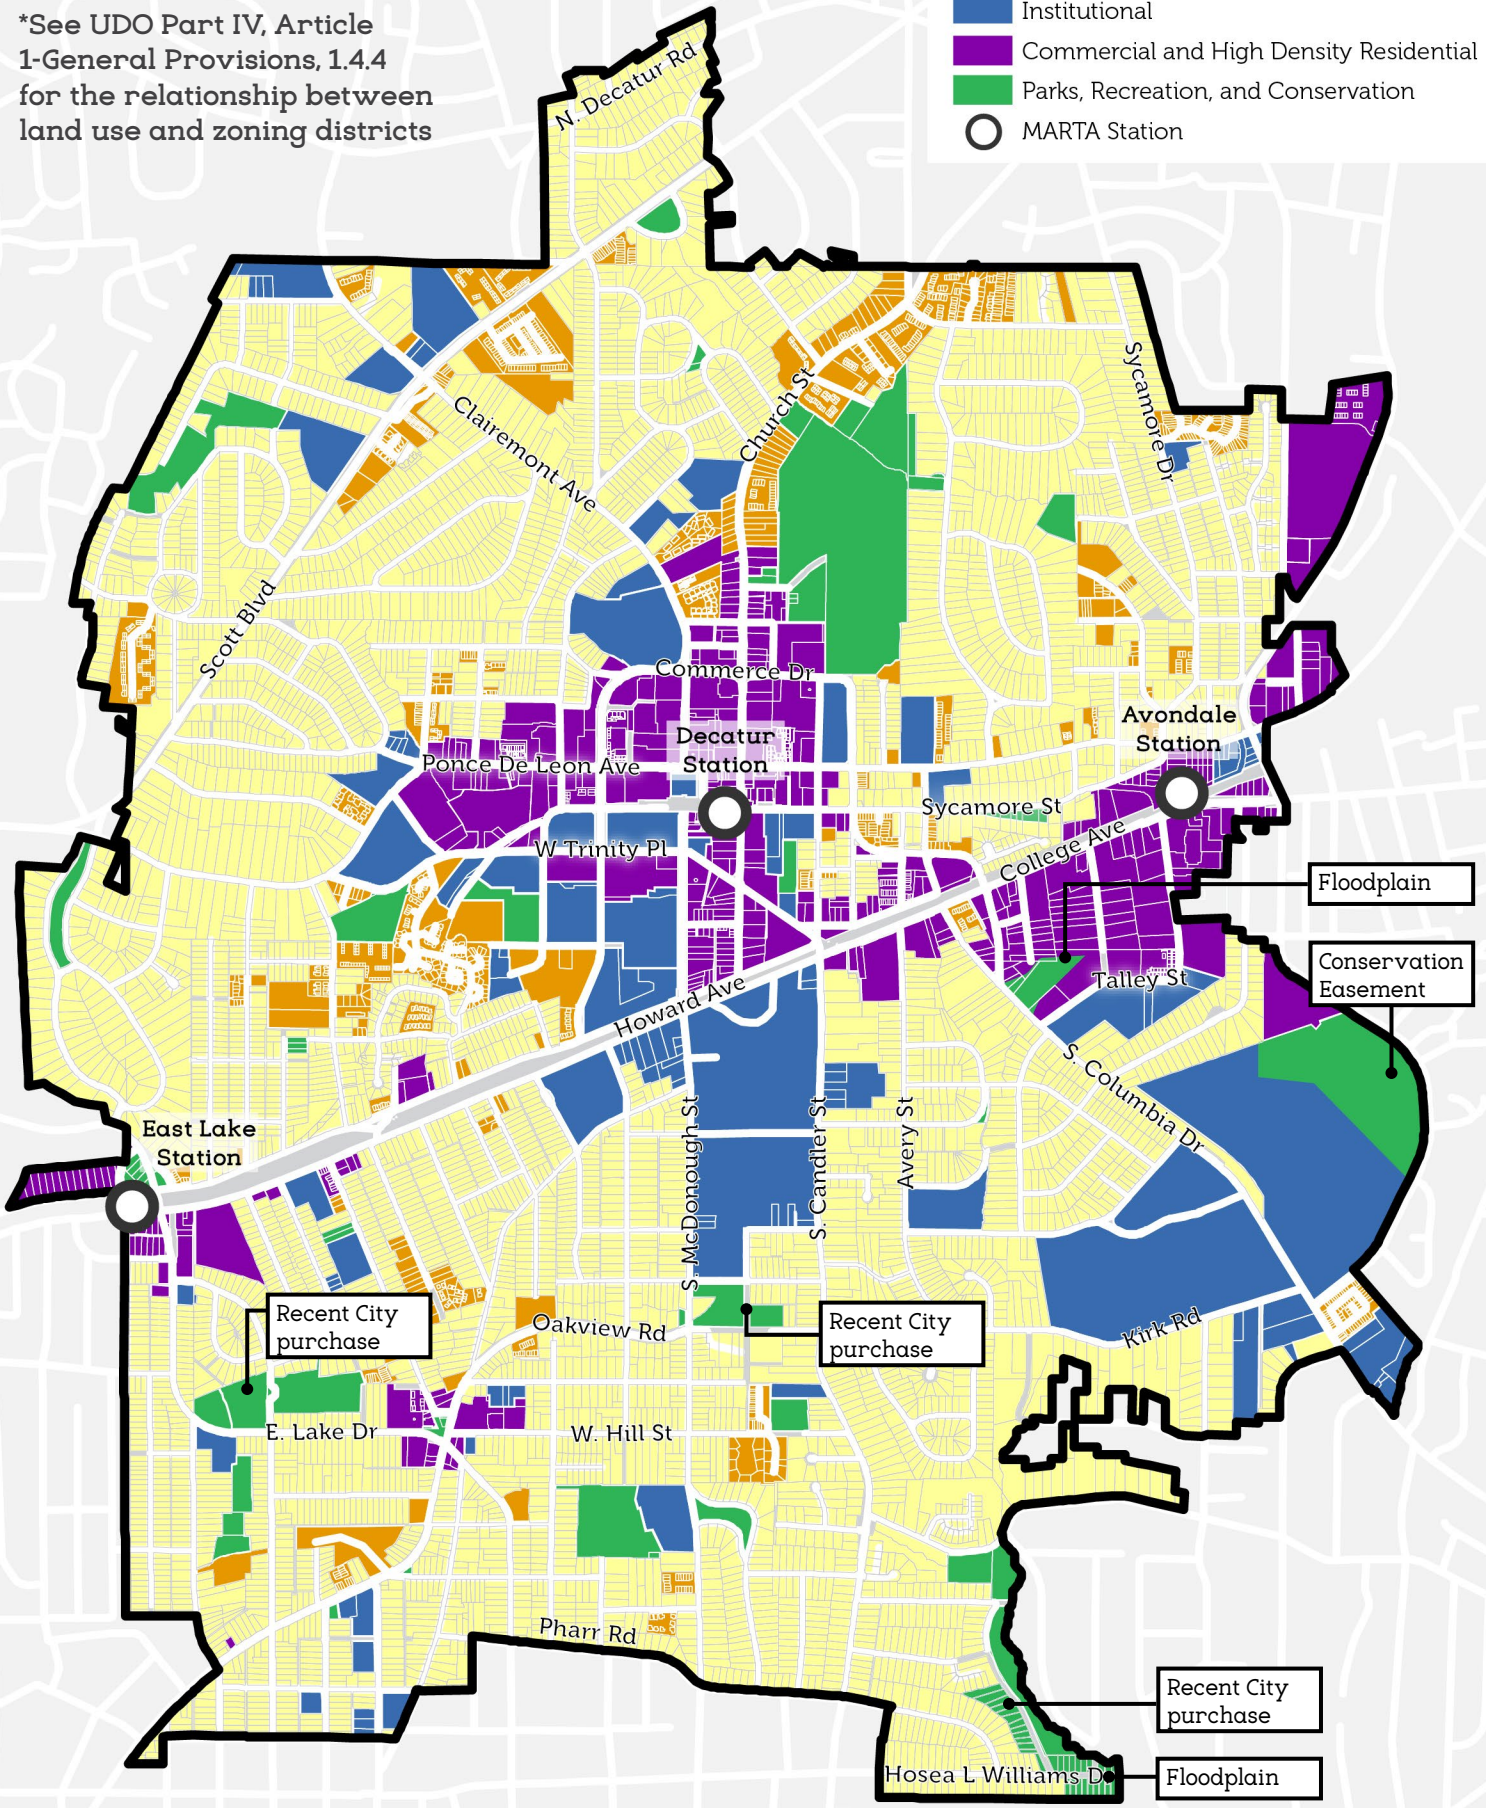 *See UDO Part IV, Article
1-General Provisions, 1.4.4
for the relationship between
land use and zoning districts
Institutional
Commercial and High Density Residential
Parks, Recreation, and Conservation
MARTA Station
N. Decatur Rd
Sycamore Dr
Church St
Clairemont Ave
Scott Blvd
Commerce Dr
Avondale
Station
Decatur
Station
Ponce De Leon Ave
Sycamore St
W Trinity Pl
College Ave
Floodplain
Conservation
Easement
Talley St
Howard Ave
S. Columbia Dr
East Lake
Station
S. McDonough St
S. Candler St
Avery St
Recent City
purchase
Oakview Rd
Recent City
purchase
Kirk Rd
E. Lake Dr
W. Hill St
Pharr Rd
Recent City
purchase
Hosea L Williams D
Floodplain